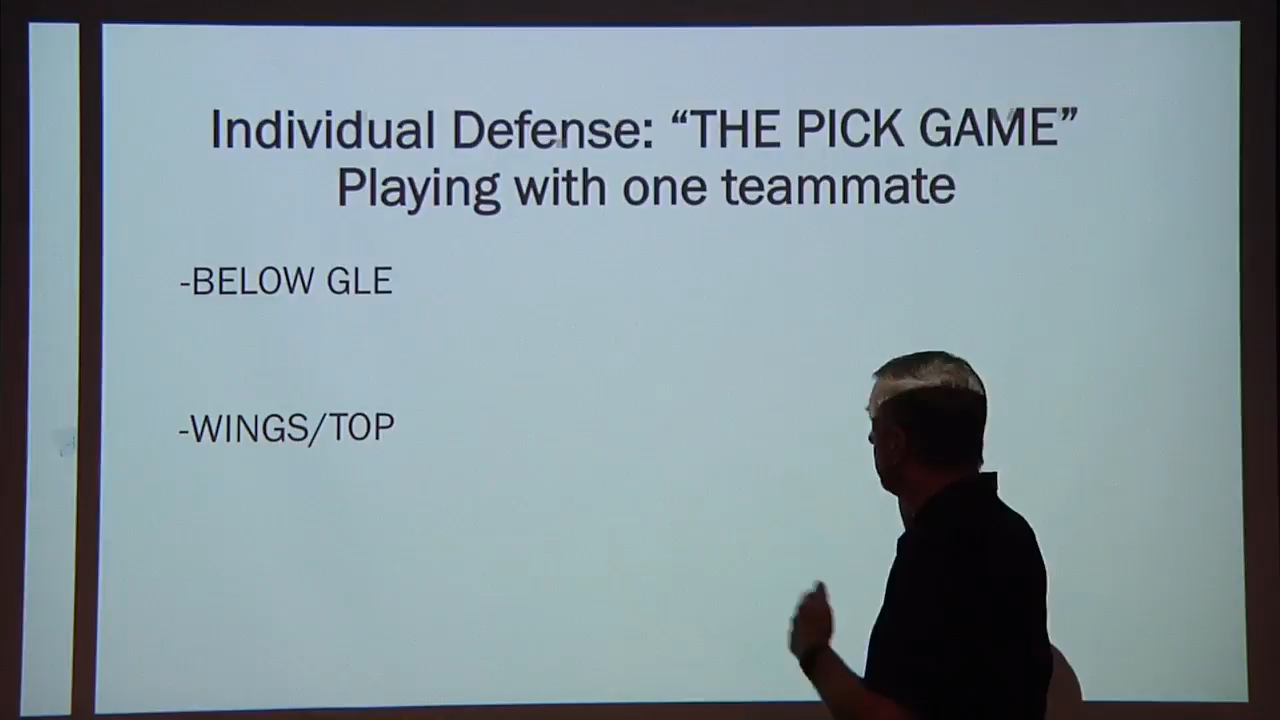 Individual Defense: “THE PICK GAME”
Playing with one teammate
-BELOW GLE
-WINGS/TOP